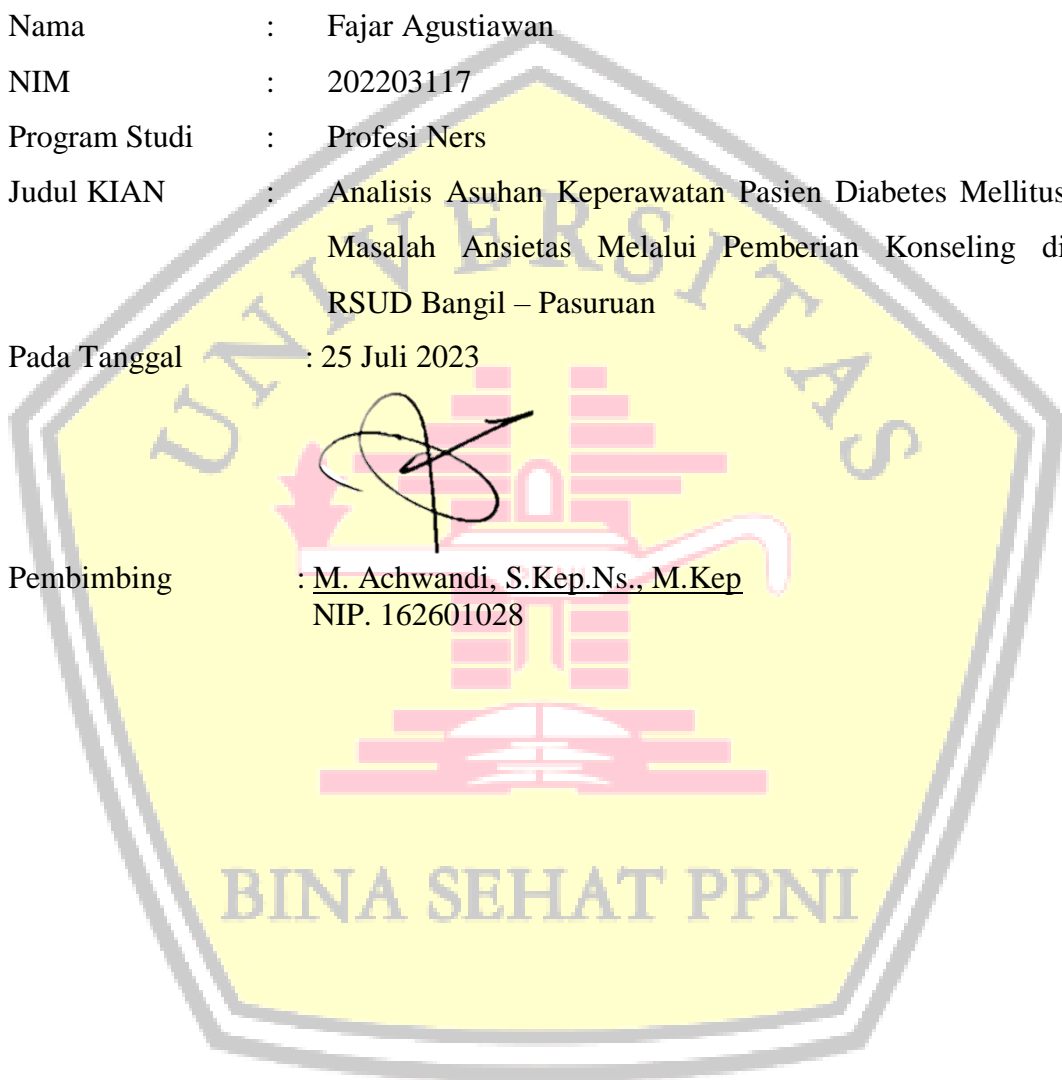 Nama : Fajar Agustiawan
NIM : 202203117
Program Studi : Profesi Ners
Judul KIAN : Analisis Asuhan Keperawatan Pasien Diabetes Mellitus
Masalah Ansietas Melalui Pemberian Konseling di
RSUD Bangil – Pasuruan
Pada Tanggal : 25 Juli 2023
Pembimbing : M. Achwandi, S.Kep.Ns., M.Kep
NIP. 162601028
UNIVERSITAS
BINA SEHAT PPNI